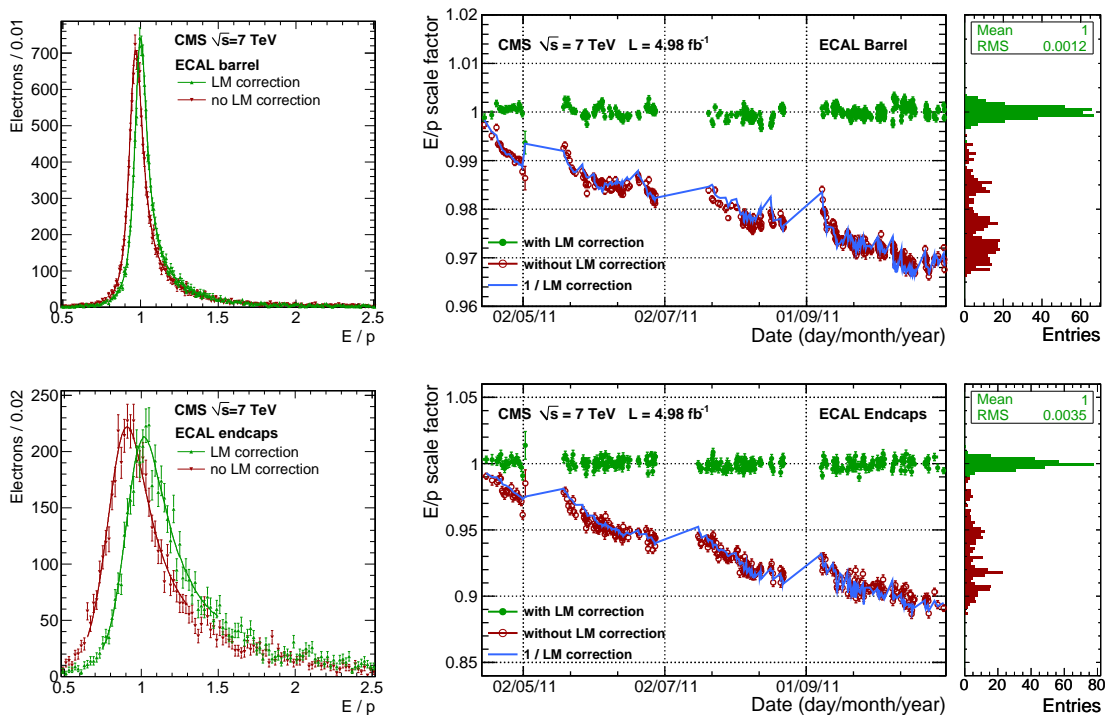 CMS √s=7 TeV
ECAL barrel
LM correction
no LM correction
Electrons / 0.01
0
100
200
300
400
500
600
700
0.5
1
1.5
2
2.5
E / p
CMS √s = 7 TeV L = 4.98 fb⁻¹
ECAL Barrel
E/p scale factor
1.02
1.01
1
0.99
0.98
0.97
0.96
with LM correction
without LM correction
1 / LM correction
02/05/11
02/07/11
01/09/11
Date (day/month/year)
Mean 1
RMS 0.0012
0 20 40 60 80
Entries
CMS √s=7 TeV
ECAL endcaps
LM correction
no LM correction
Electrons / 0.02
0
50
100
150
200
250
0.5
1
1.5
2
2.5
E / p
CMS √s = 7 TeV L = 4.98 fb⁻¹
ECAL Endcaps
E/p scale factor
1.05
1
0.95
0.9
0.85
with LM correction
without LM correction
1 / LM correction
02/05/11
02/07/11
01/09/11
Date (day/month/year)
Mean 1
RMS 0.0035
0 10 20 30 40 50 60 70 80
Entries